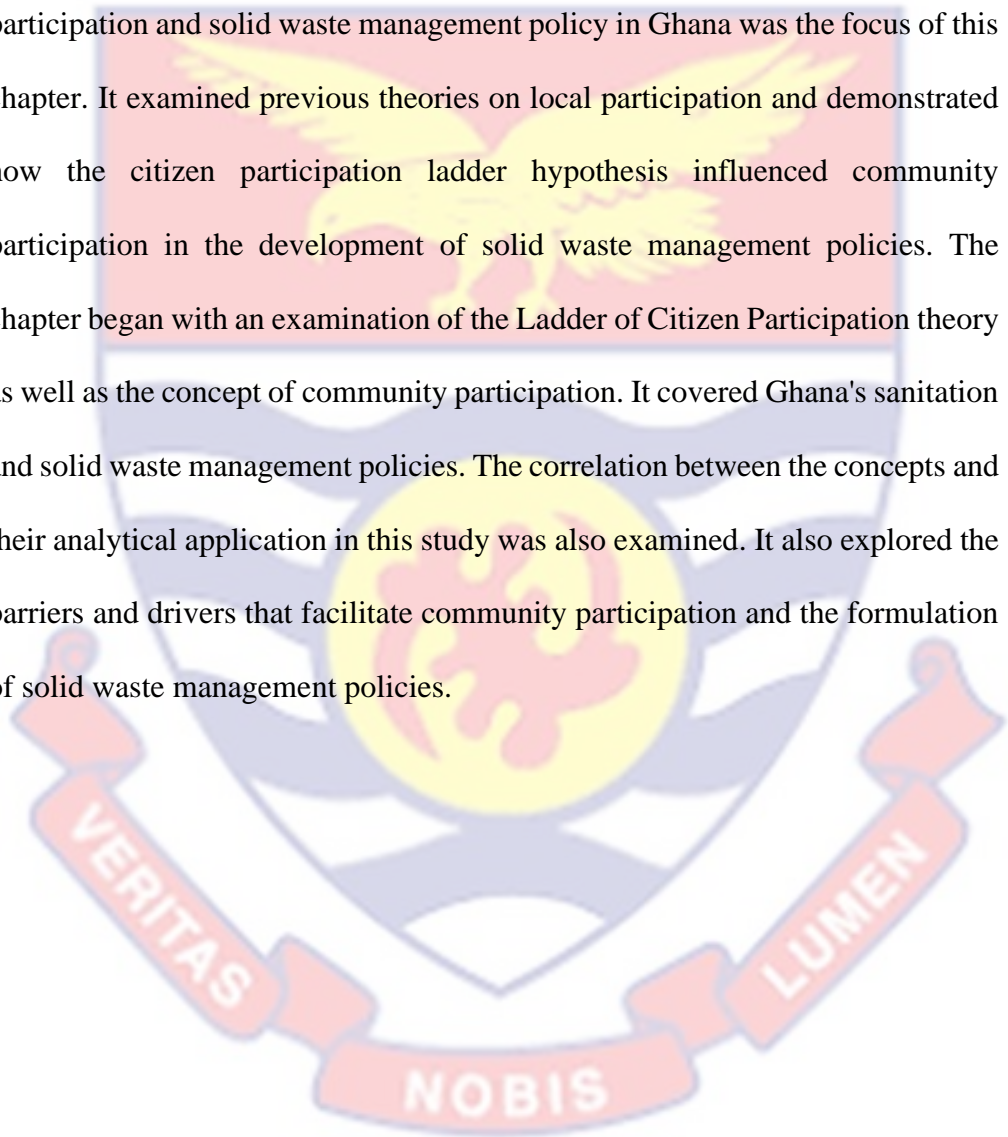 participation and solid waste management policy in Ghana was the focus of this
chapter. It examined previous theories on local participation and demonstrated
how the citizen participation ladder hypothesis influenced community
participation in the development of solid waste management policies. The
chapter began with an examination of the Ladder of Citizen Participation theory
as well as the concept of community participation. It covered Ghana's sanitation
and solid waste management policies. The correlation between the concepts and
their analytical application in this study was also examined. It also explored the
barriers and drivers that facilitate community participation and the formulation
of solid waste management policies.
VERITAS
NOBIS
LUMEN